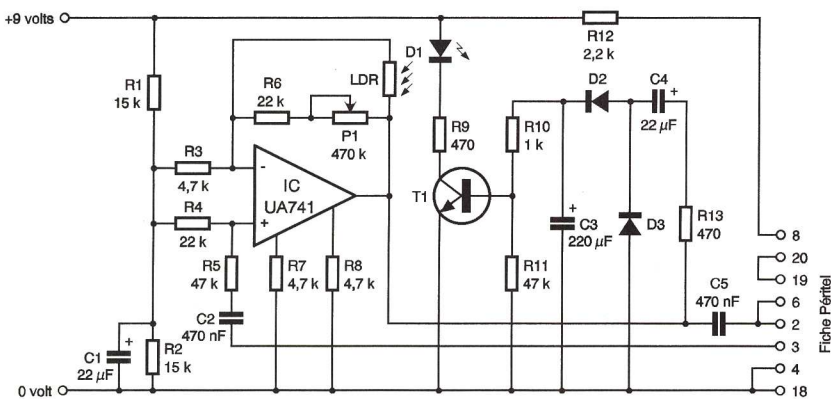 +9 volts
R12
2,2 k
D1
LDR
R1
15 k
R6
22 k
P1
470 k
D2
C4
+
22 µF
R9
470
R10
1 k
R3
4,7 k
-
IC
UA741
T1
R4
22 k
+
+
C3
220 µF
D3
R13
470
8
20
19
R5
47 k
R7
4,7 k
R8
4,7 k
R11
47 k
C5
470 nF
6
2
3
4
18
Fiche Péritel
C2
470 nF
+
C1
22 µF
R2
15 k
0 volt